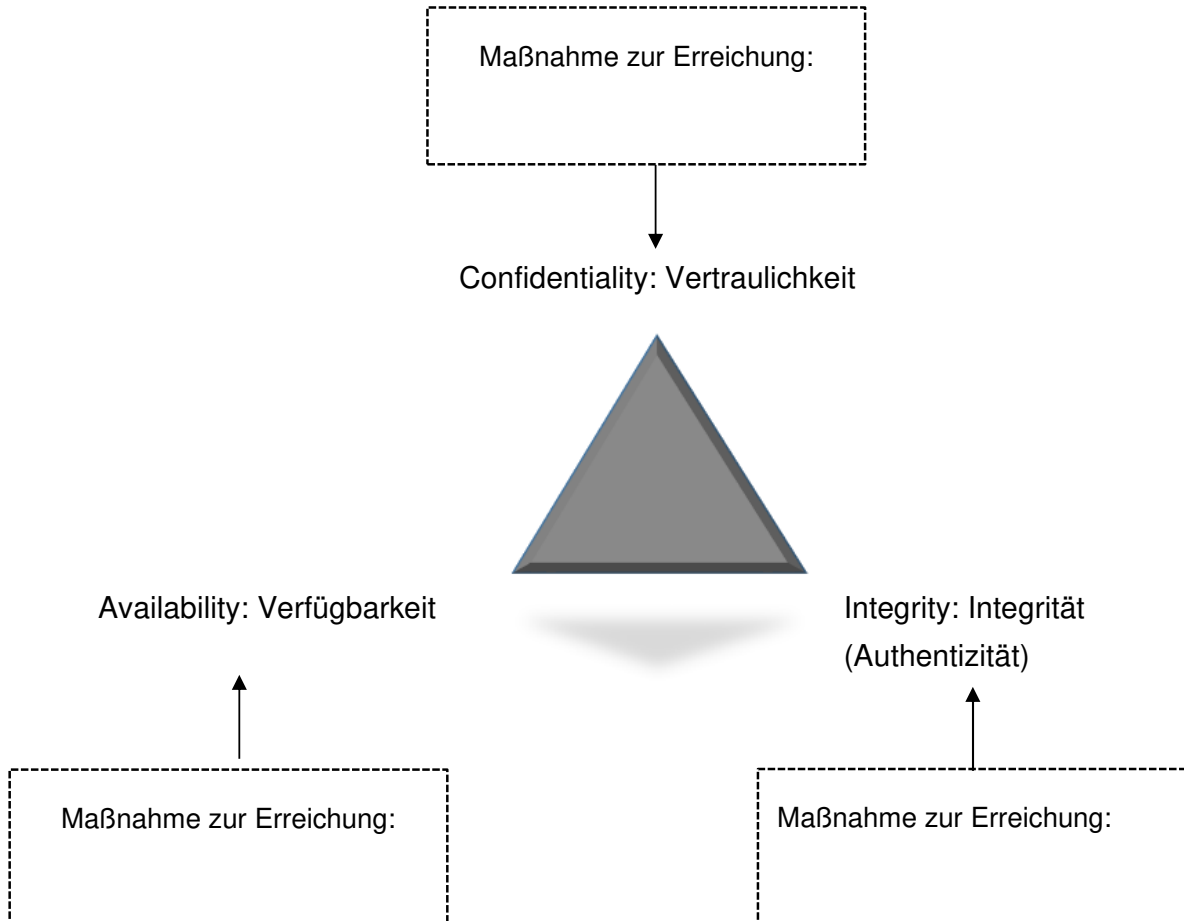 Maßnahme zur Erreichung:
Confidentiality: Vertraulichkeit
Availability: Verfügbarkeit
Integrity: Integrität
(Authentizität)
Maßnahme zur Erreichung:
Maßnahme zur Erreichung: